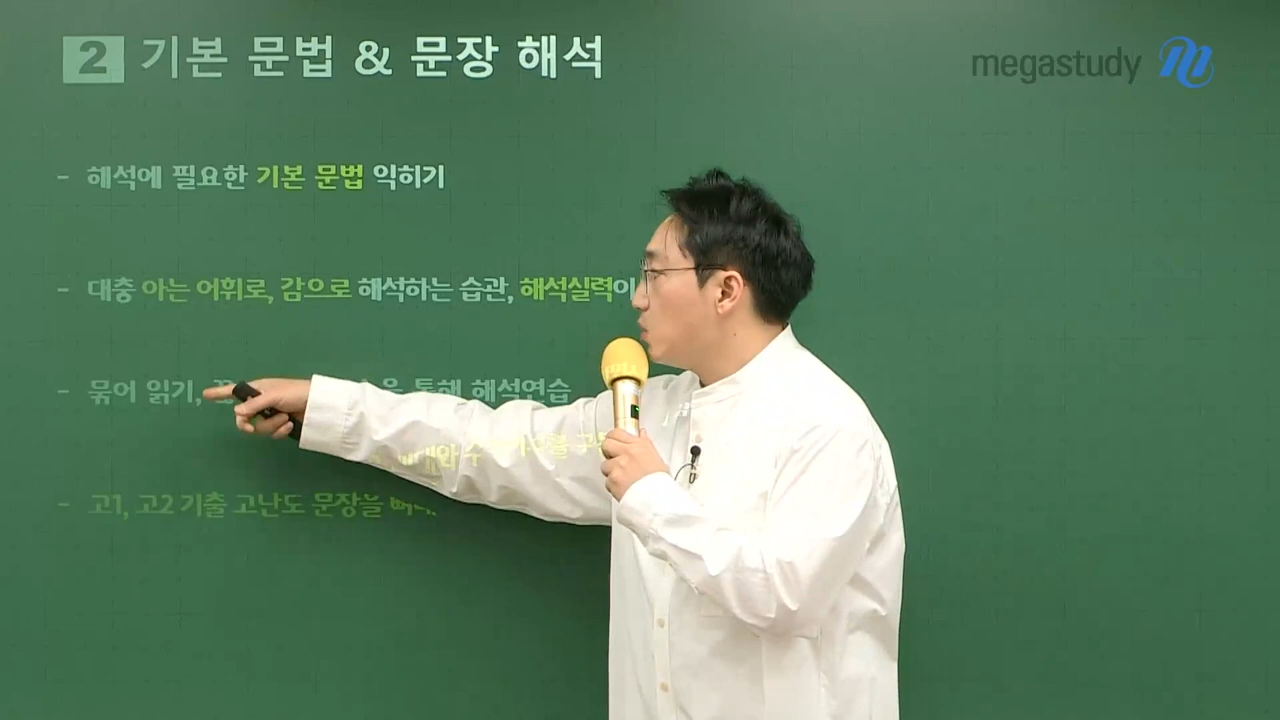 2 기본 문법 & 문장 해석
megastudy
- 해석에 필요한 기본 문법 익히기
- 대충 아는 어휘로, 감으로 해석하는 습관, 해석실력이
- 묶어 읽기, 통해 해석연습
- 고1, 고2 기출 고난도 문장을